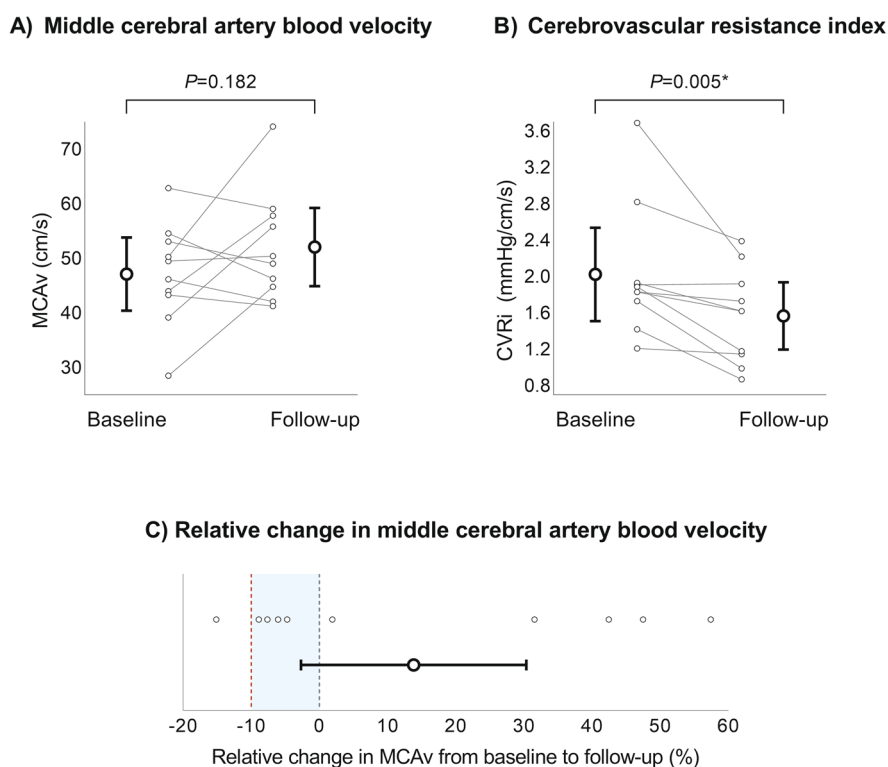 A) Middle cerebral artery blood velocity
P=0.182
70
60
50
40
30
MCAv (cm/s)
Baseline
Follow-up
B) Cerebrovascular resistance index
P=0.005*
3.6
3.2
2.8
2.4
2.0
1.6
1.2
0.8
CVRi (mmHg/cm/s)
Baseline
Follow-up
C) Relative change in middle cerebral artery blood velocity
-20
-10
0
10
20
30
40
50
60
Relative change in MCAv from baseline to follow-up (%)